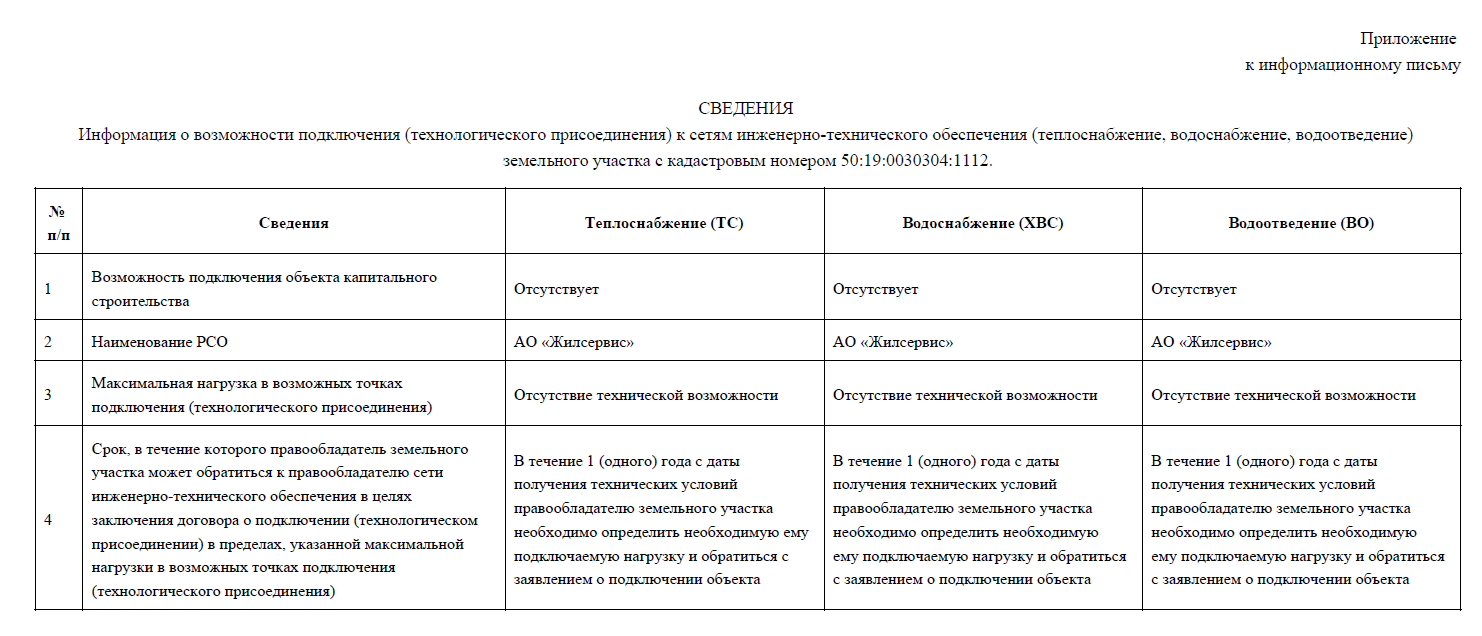 Приложение
к информационному письму
СВЕДЕНИЯ
Информация о возможности подключения (технологического присоединения) к сетям инженерно-технического обеспечения (теплоснабжение, водоснабжение, водоотведение)
земельного участка с кадастровым номером 50:19:0030304:1112.
№
п/п
Сведения
Теплоснабжение (ТС)
Водоснабжение (ХВС)
Водоотведение (ВО)
1
Возможность подключения объекта капитального
строительства
Отсутствует
Отсутствует
Отсутствует
2
Наименование РСО
АО «Жилсервис»
АО «Жилсервис»
АО «Жилсервис»
3
Максимальная нагрузка в возможных точках
подключения (технологического присоединения)
Отсутствие технической возможности
Отсутствие технической возможности
Отсутствие технической возможности
4
Срок, в течение которого правообладатель земельного
участка может обратиться к правообладателю сети
инженерно-технического обеспечения в целях
заключения договора о подключении (технологическом
присоединении) в пределах, указанной максимальной
нагрузки в возможных точках подключения
(технологического присоединения)
В течение 1 (одного) года с даты
получения технических условий
правообладателю земельного участка
необходимо определить необходимую ему
подключаемую нагрузку и обратиться с
заявлением о подключении объекта
В течение 1 (одного) года с даты
получения технических условий
правообладателю земельного участка
необходимо определить необходимую
ему подключаемую нагрузку и обратиться
с заявлением о подключении объекта
В течение 1 (одного) года с даты
получения технических условий
правообладателю земельного участка
необходимо определить необходимую
ему подключаемую нагрузку и обратиться
с заявлением о подключении объекта